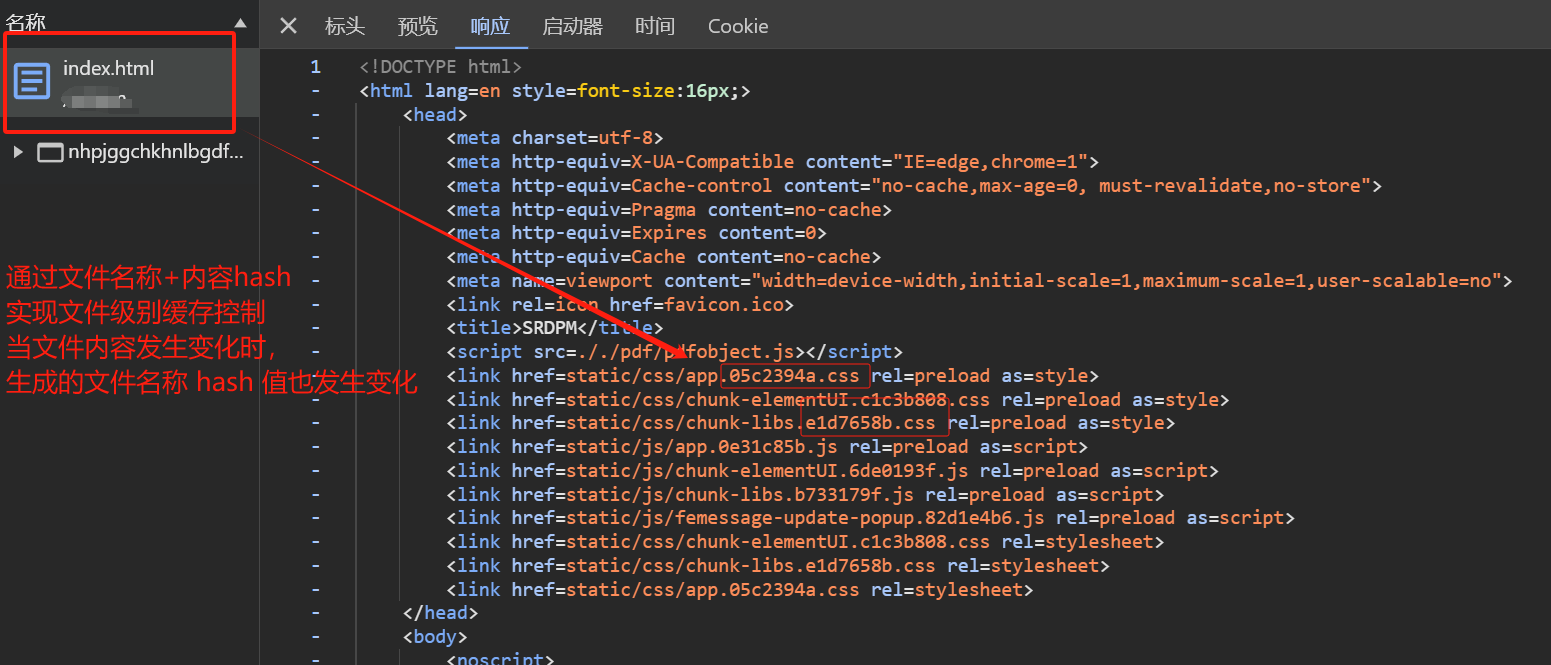 名称
标头 预览 响应 启动器 时间 Cookie
index.html
nhpjggchkhnlbgdf...
通过文件名称+内容hash
实现文件级别缓存控制
当文件内容发生变化时，
生成的文件名称 hash 值也发生变化
1 <!DOCTYPE html>
- <html lang=en style=font-size:16px;>
- <head>
- <meta charset=utf-8>
- <meta http-equiv=X-UA-Compatible content="IE=edge,chrome=1">
- <meta http-equiv=Cache-control content="no-cache,max-age=0, must-revalidate,no-store">
- <meta http-equiv=Pragma content=no-cache>
- <meta http-equiv=Expires content=0>
- <meta http-equiv=Cache content=no-cache>
- <meta name=viewport content="width=device-width,initial-scale=1,maximum-scale=1,user-scalable=no">
- <link rel=icon href=favicon.ico>
- <title>SRDPM</title>
- <script src=././pdf/pdfobject.js></script>
- <link href=static/css/app.05c2394a.css rel=preload as=style>
- <link href=static/css/chunk-elementUI.c1c3b808.css rel=preload as=style>
- <link href=static/css/chunk-libs.e1d7658b.css rel=preload as=style>
- <link href=static/js/app.0e31c85b.js rel=preload as=script>
- <link href=static/js/chunk-elementUI.6de0193f.js rel=preload as=script>
- <link href=static/js/chunk-libs.b733179f.js rel=preload as=script>
- <link href=static/js/femessage-update-popup.82d1e4b6.js rel=preload as=script>
- <link href=static/css/chunk-elementUI.c1c3b808.css rel=stylesheet>
- <link href=static/css/chunk-libs.e1d7658b.css rel=stylesheet>
- <link href=static/css/app.05c2394a.css rel=stylesheet>
- </head>
- <body>
- <noscript>